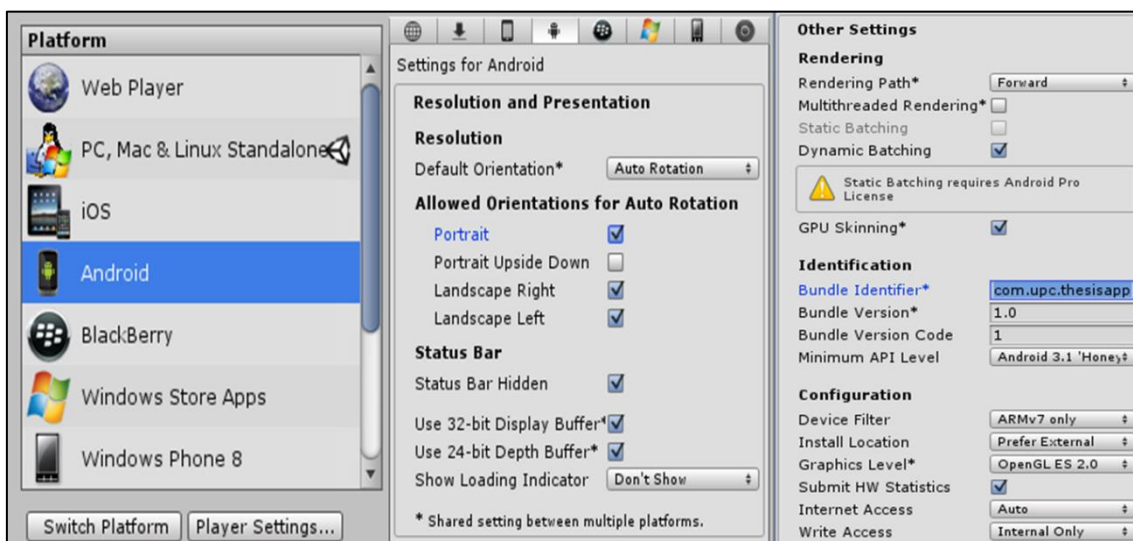 Platform
Web Player
PC, Mac & Linux Standalone
iOS
Android
BlackBerry
Windows Store Apps
Windows Phone 8
Switch Platform
Player Settings...
Settings for Android
Resolution and Presentation
Resolution
Default Orientation* Auto Rotation
Allowed Orientations for Auto Rotation
Portrait
Portrait Upside Down
Landscape Right
Landscape Left
Status Bar
Status Bar Hidden
Use 32-bit Display Buffer*
Use 24-bit Depth Buffer*
Show Loading Indicator Don't Show
* Shared setting between multiple platforms.
Other Settings
Rendering
Rendering Path* Forward
Multithreaded Rendering*
Static Batching
Dynamic Batching
Static Batching requires Android Pro
License
GPU Skinning*
Identification
Bundle Identifier* com.upc.thesisapp
Bundle Version* 1.0
Bundle Version Code 1
Minimum API Level Android 3.1 'Honey
Configuration
Device Filter ARMv7 only
Install Location Prefer External
Graphics Level* OpenGL ES 2.0
Submit HW Statistics
Internet Access Auto
Write Access Internal Only